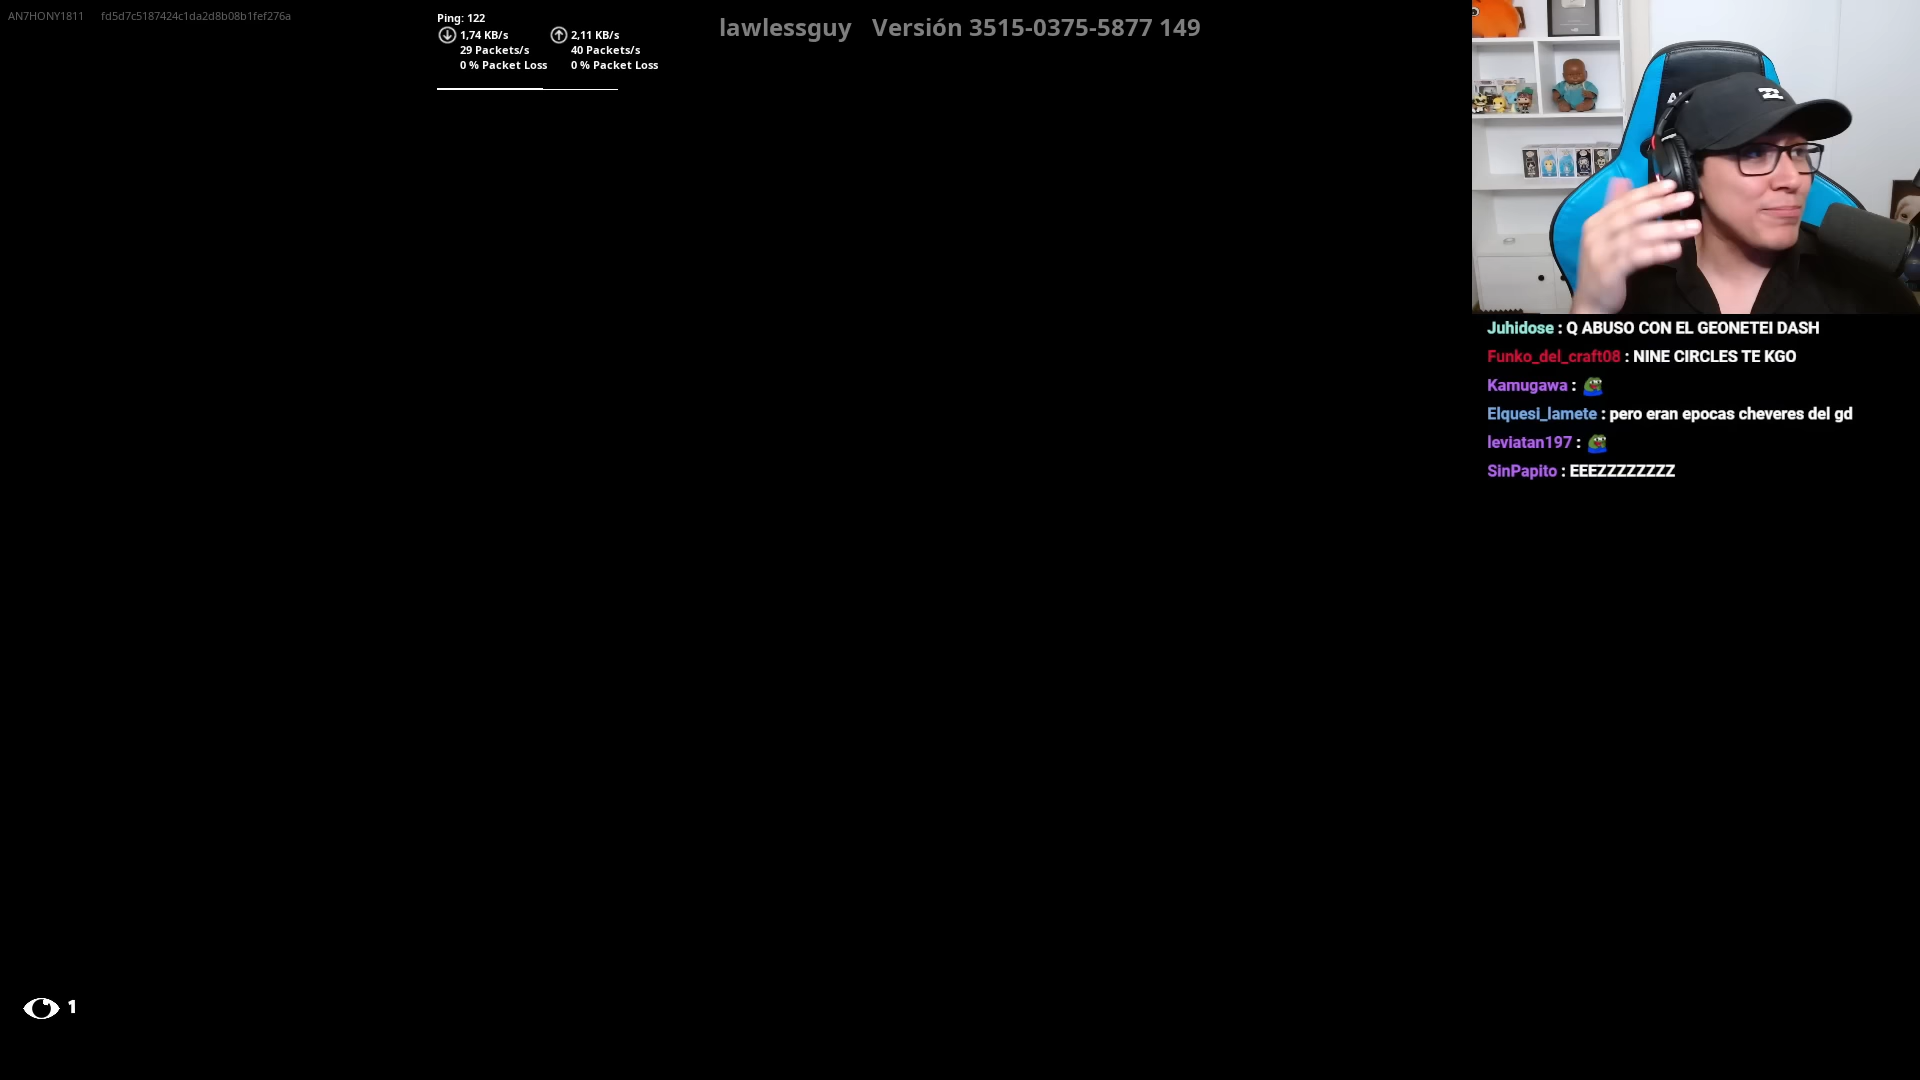 AN7HONY1811 fd5d7c5187424c1da2d8b08b1fef276a
Ping: 122
1,74 KB/s 2,11 KB/s
29 Packets/s 40 Packets/s
0 % Packet Loss 0 % Packet Loss
lawlessguy Versión 3515-0375-5877 149
Juhidose : Q ABUSO CON EL GEONETEI DASH
Funko_del_craft08 : NINE CIRCLES TE KGO
Kamugawa :
Elquesi_lamete : pero eran epocas cheveres del gd
leviatan197 :
SinPapito : EEEZZZZZZZZ
1